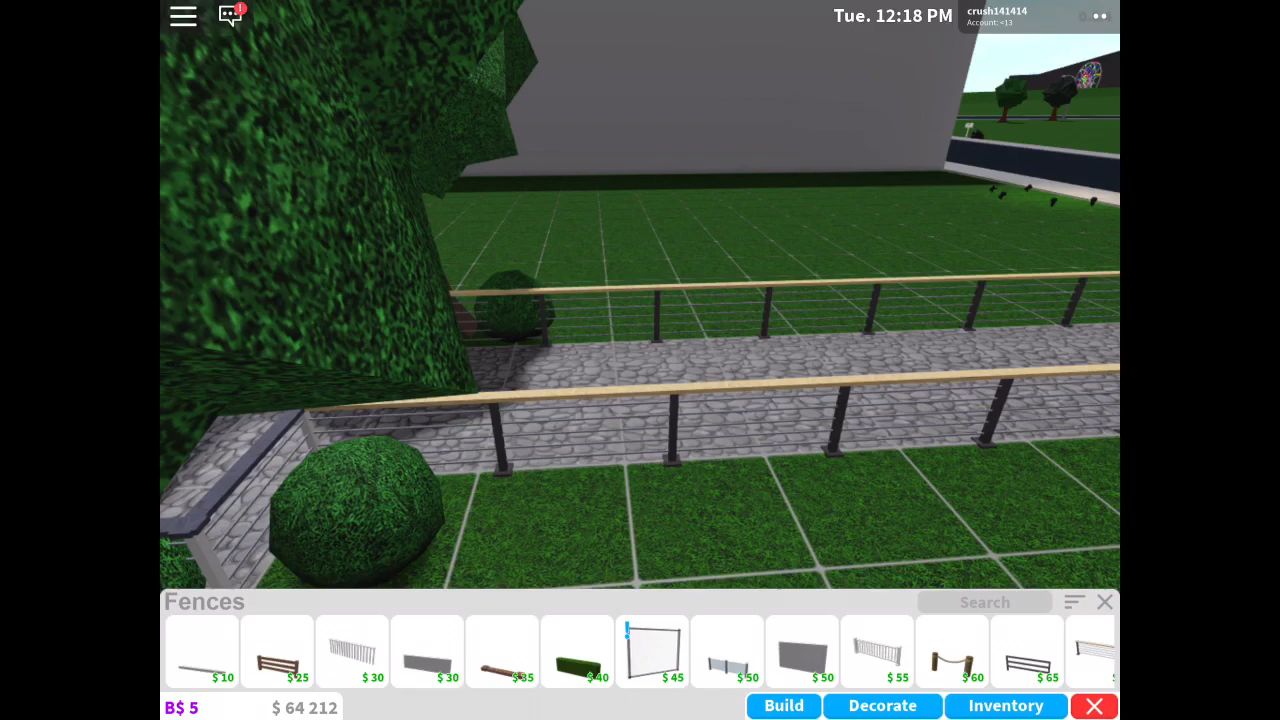 !
Tue. 12:18 PM
crush141414
Account: <13
Fences
Search
$ 10
$ 25
$ 30
$ 30
$ 35
$ 40
!
$ 45
$ 50
$ 50
$ 55
$ 60
$ 65
B$ 5
$ 64 212
Build
Decorate
Inventory